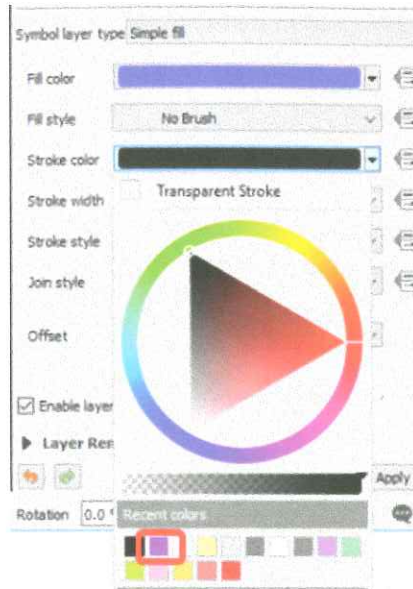 Symbol layer type Simple fill
Fill color
Fill style No Brush
Stroke color
Transparent Stroke
Stroke width
Stroke style
Join style
Offset
Enable layer
Layer Ren
Apply
Rotation 0.0 °
Recent colors